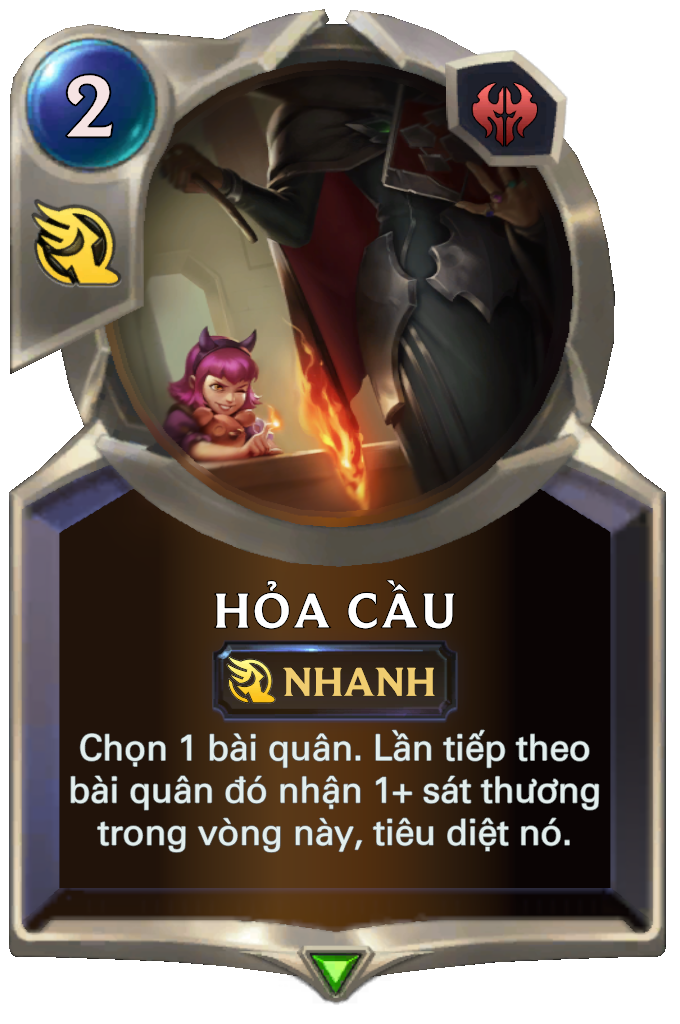 2
HỎA CẦU
NHANH
Chọn 1 bài quân. Lần tiếp theo
bài quân đó nhận 1+ sát thương
trong vòng này, tiêu diệt nó.